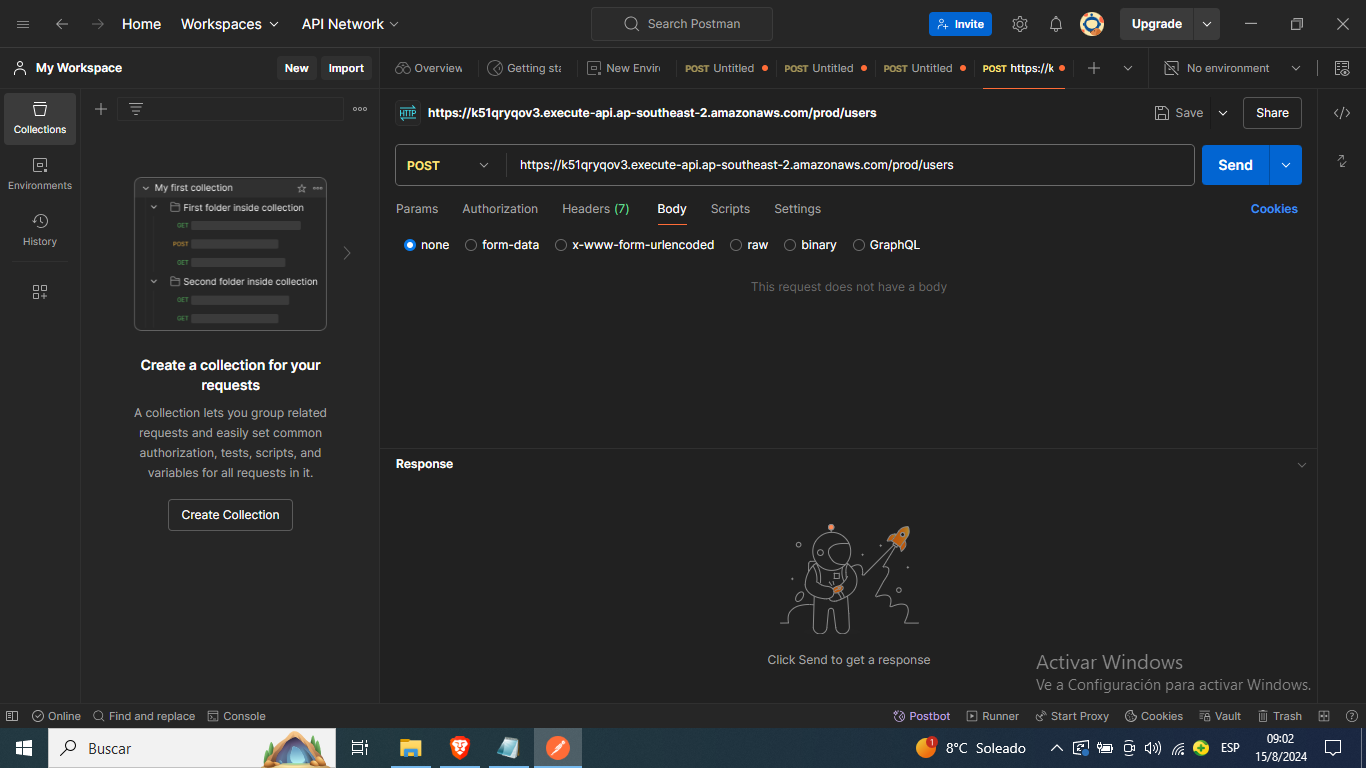 Home Workspaces API Network Search Postman Invite Upgrade
My Workspace New Import Overview Getting sta New Envir POST Untitled POST Untitled POST Untitled POST https://k No environment
Collections
Environments
History
My first collection
First folder inside collection
GET
POST
GET
Second folder inside collection
GET
GET
Create a collection for your
requests
A collection lets you group related
requests and easily set common
authorization, tests, scripts, and
variables for all requests in it.
Create Collection
HTTP https://k51qryqov3.execute-api.ap-southeast-2.amazonaws.com/prod/users Save Share
POST https://k51qryqov3.execute-api.ap-southeast-2.amazonaws.com/prod/users Send
Params Authorization Headers (7) Body Scripts Settings Cookies
none form-data x-www-form-urlencoded raw binary GraphQL
This request does not have a body
Response
Click Send to get a response
Activar Windows
Ve a Configuración para activar Windows.
Online Find and replace Console Postbot Runner Start Proxy Cookies Vault Trash
Buscar 1 8°C Soleado ESP 09:02
15/8/2024